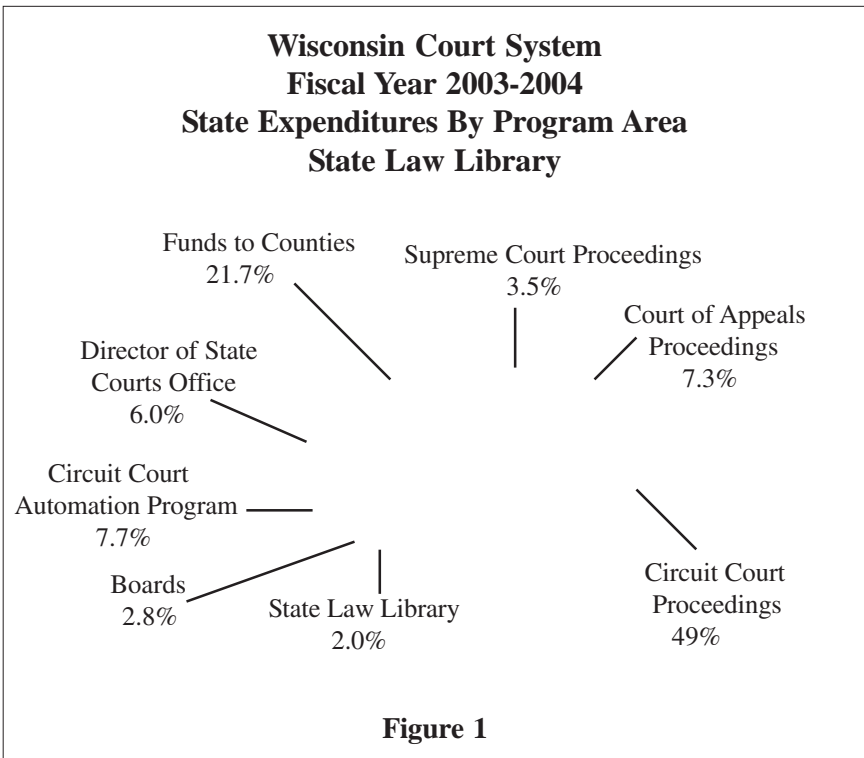 Wisconsin Court System
Fiscal Year 2003-2004
State Expenditures By Program Area
State Law Library
Funds to Counties
21.7%
Supreme Court Proceedings
3.5%
Court of Appeals
Proceedings
7.3%
Director of State
Courts Office
6.0%
Circuit Court
Automation Program
7.7%
Boards
2.8%
State Law Library
2.0%
Circuit Court
Proceedings
49%
Figure 1